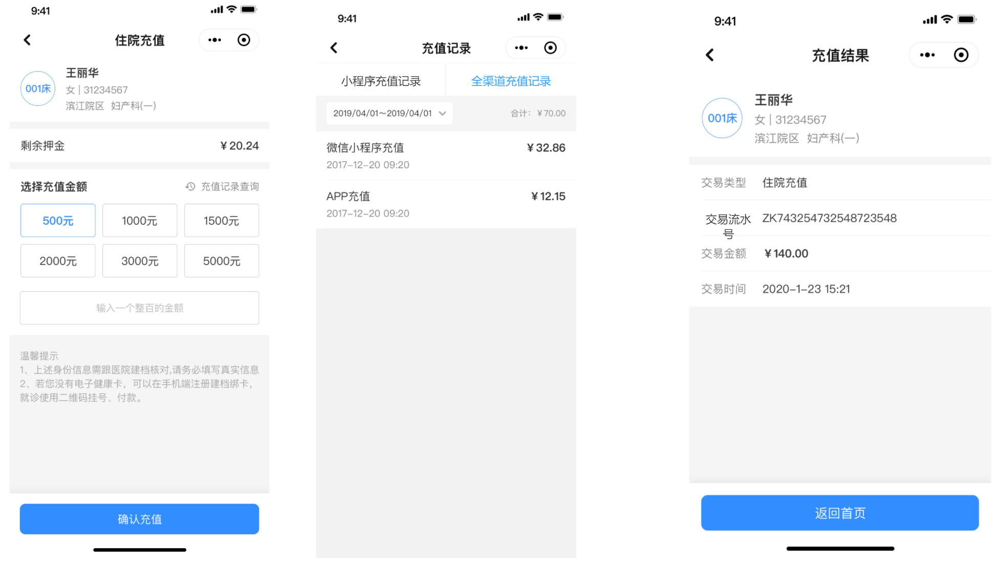 9:41
住院充值
001床
王丽华
女 | 31234567
滨江院区 妇产科(一)
剩余押金
¥20.24
选择充值金额
充值记录查询
500元
1000元
1500元
2000元
3000元
5000元
输入一个整百的金额
温馨提示
1、上述身份信息需跟医院建档核对,请务必填写真实信息
2、若您没有电子健康卡，可以在手机端注册建档绑卡，
就诊使用二维码挂号、付款。
确认充值
9:41
充值记录
小程序充值记录
全渠道充值记录
2019/04/01～2019/04/01
合计：¥70.00
微信小程序充值
¥32.86
2017-12-20 09:20
APP充值
¥12.15
2017-12-20 09:20
9:41
充值结果
001床
王丽华
女 | 31234567
滨江院区 妇产科(一)
交易类型 住院充值
交易流水
号
ZK743254732548723548
交易金额 ¥140.00
交易时间 2020-1-23 15:21
返回首页